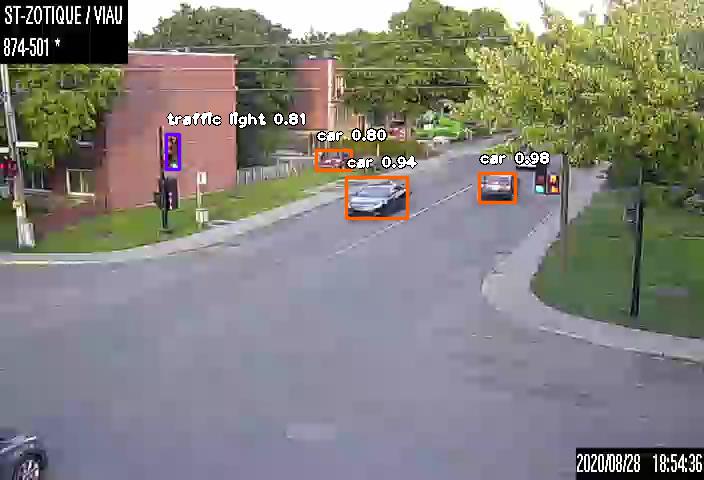 ST-ZOTIQUE / VIAU
874-501 *
traffic light 0.81
car 0.80
car 0.94
car 0.98
2020/08/28 18:54:36